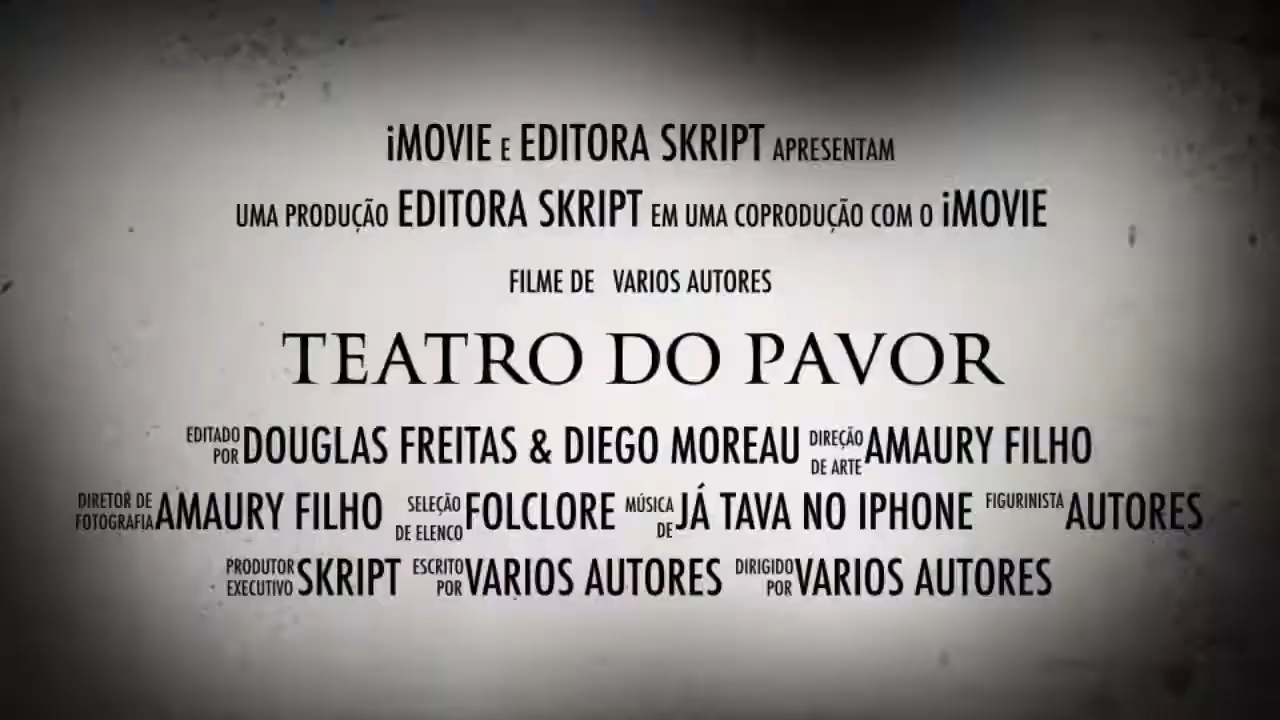 iMOVIE E EDITORA SKRIPT APRESENTAM
UMA PRODUÇÃO EDITORA SKRIPT EM UMA COPRODUÇÃO COM O iMOVIE
FILME DE VARIOS AUTORES
TEATRO DO PAVOR
EDITADO POR DOUGLAS FREITAS & DIEGO MOREAU DIREÇÃO DE ARTE AMAURY FILHO
DIRETOR DE FOTOGRAFIA AMAURY FILHO SELEÇÃO DE ELENCO FOLCLORE MÚSICA DE JÁ TAVA NO IPHONE FIGURINISTA AUTORES
PRODUTOR EXECUTIVO SKRIPT ESCRITO POR VARIOS AUTORES DIRIGIDO POR VARIOS AUTORES